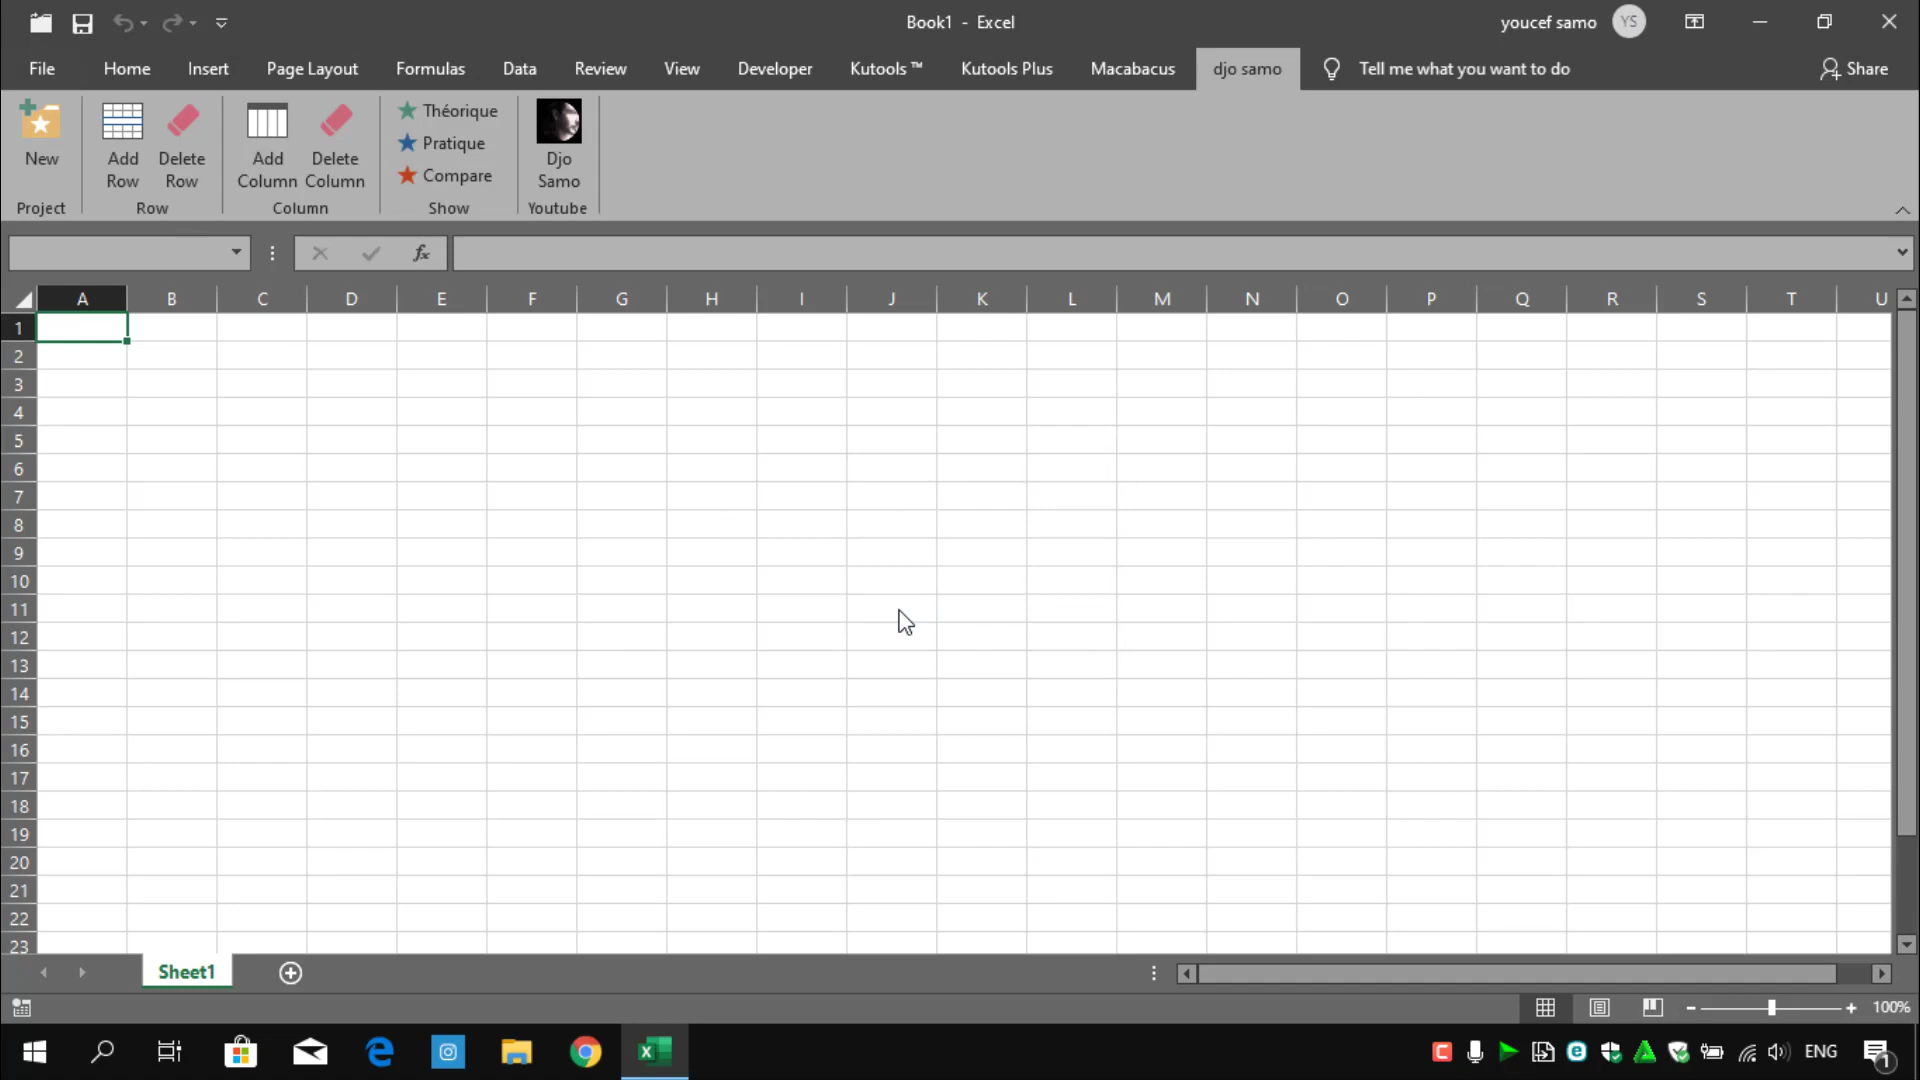 Book1 - Excel
youcef samo YS
File Home Insert Page Layout Formulas Data Review View Developer Kutools ™ Kutools Plus Macabacus djo samo Tell me what you want to do Share
New
Project
Add Row
Delete Row
Row
Add Column
Delete Column
Column
Théorique
Pratique
Compare
Show
Djo Samo
Youtube
fx
A B C D E F G H I J K L M N O P Q R S T U
1
2
3
4
5
6
7
8
9
10
11
12
13
14
15
16
17
18
19
20
21
22
23
Sheet1
100%
ENG
1